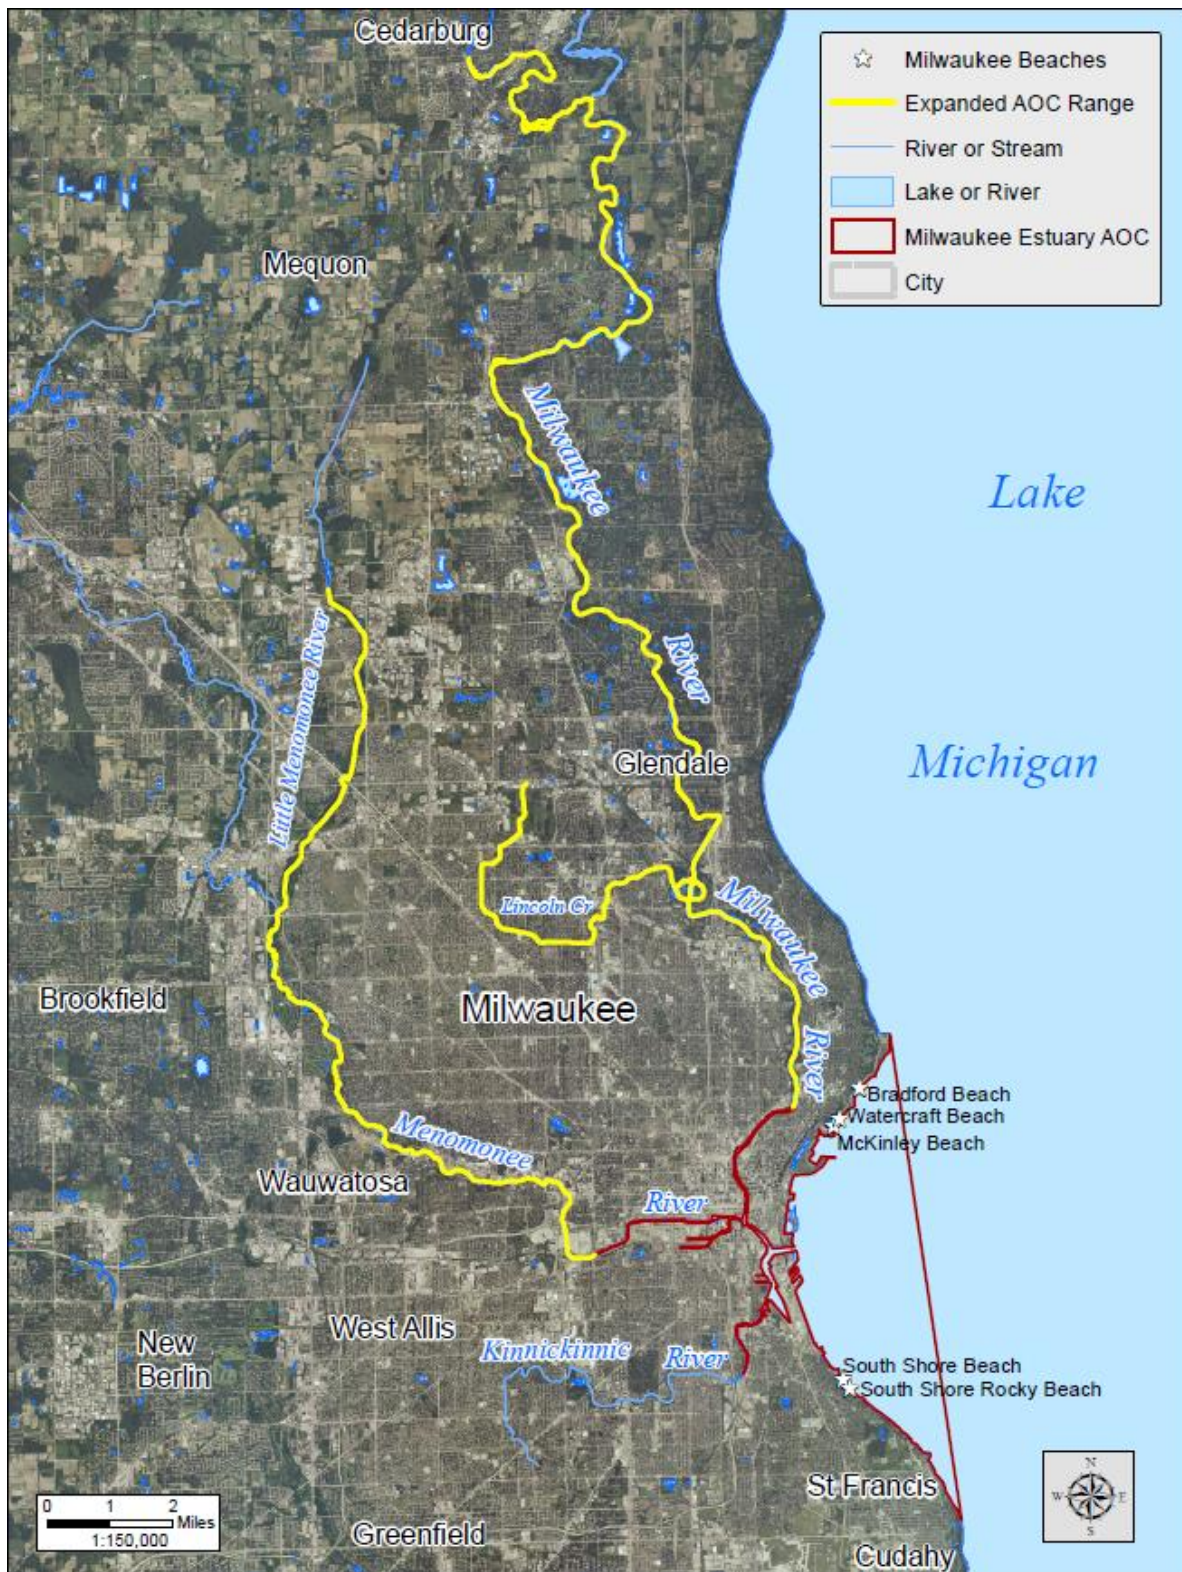 Cedarburg
Milwaukee Beaches
Expanded AOC Range
River or Stream
Lake or River
Milwaukee Estuary AOC
City
Mequon
Milwaukee
Lake
River
Little Menomonee River
Glendale
Michigan
Lincoln Cr
Milwaukee
Brookfield
Milwaukee
River
Bradford Beach
Watercraft Beach
McKinley Beach
Menomonee
Wauwatosa
River
New
Berlin
West Allis
Kinnickinnic
River
South Shore Beach
South Shore Rocky Beach
St Francis
N
W E
S
0 1 2
Miles
1:150,000
Greenfield
Cudahy